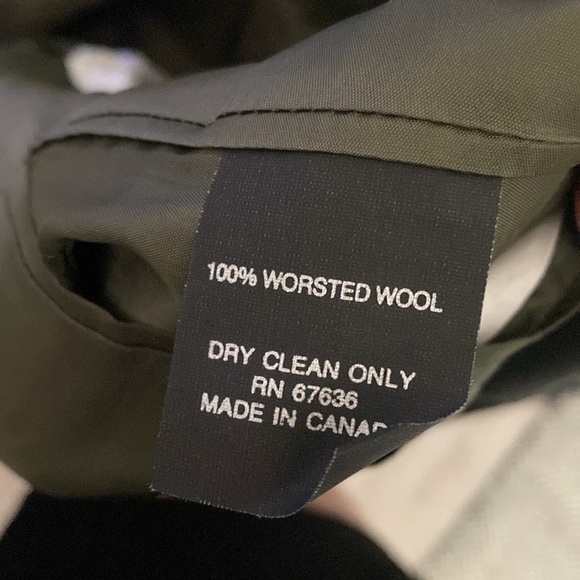 100% WORSTED WOOL
DRY CLEAN ONLY
RN 67636
MADE IN CANAD